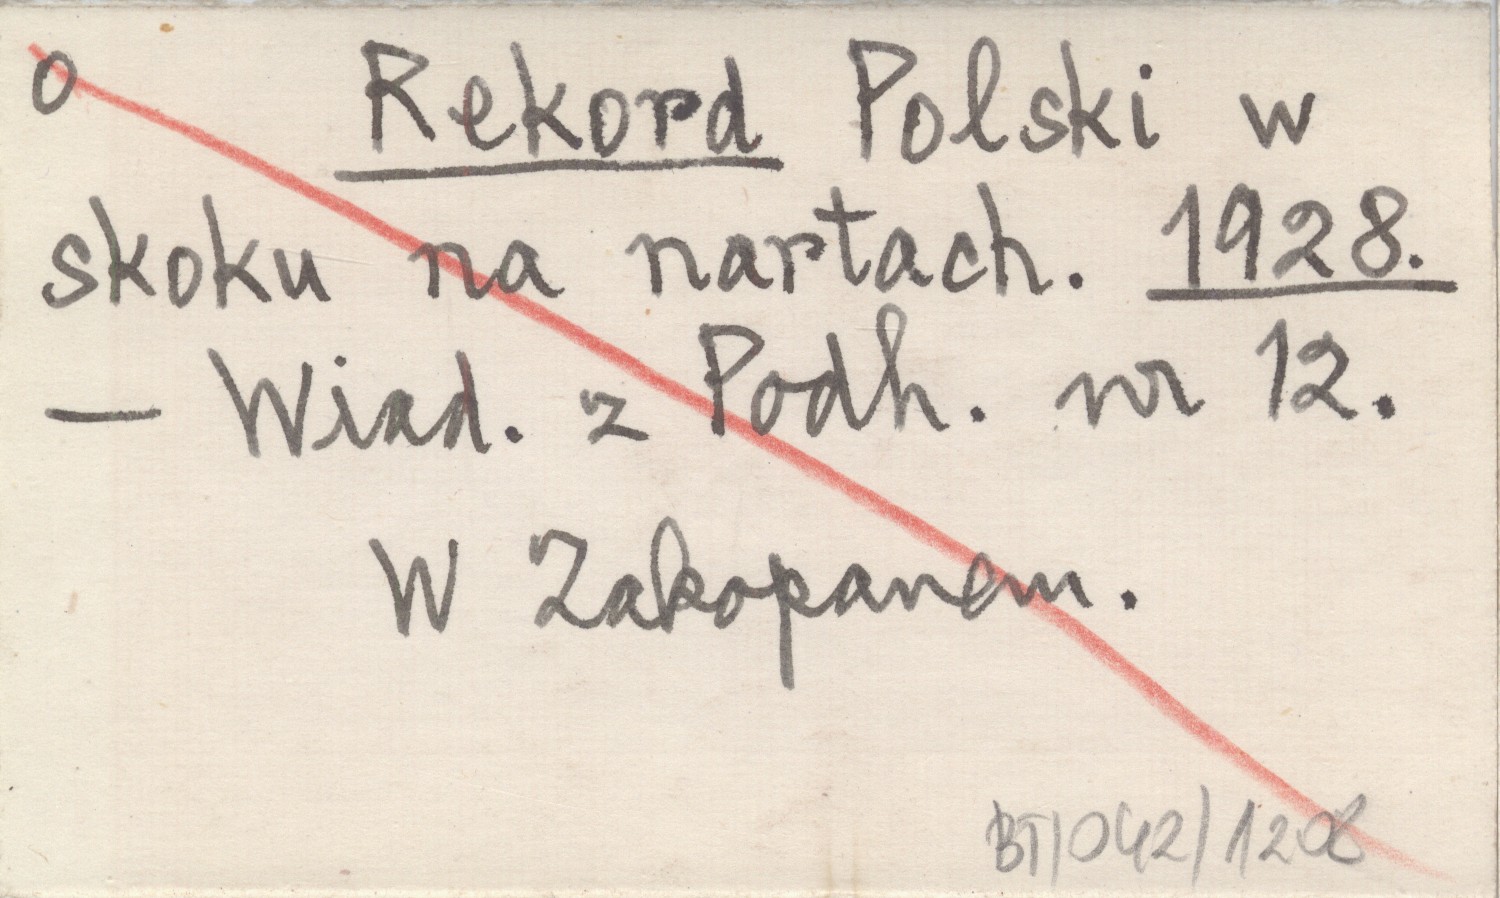 o Rekord Polski w
skoku na nartach. 1928.
— Wiad. z Podh. nr 12.
W Zakopanem.
BT/042/1208